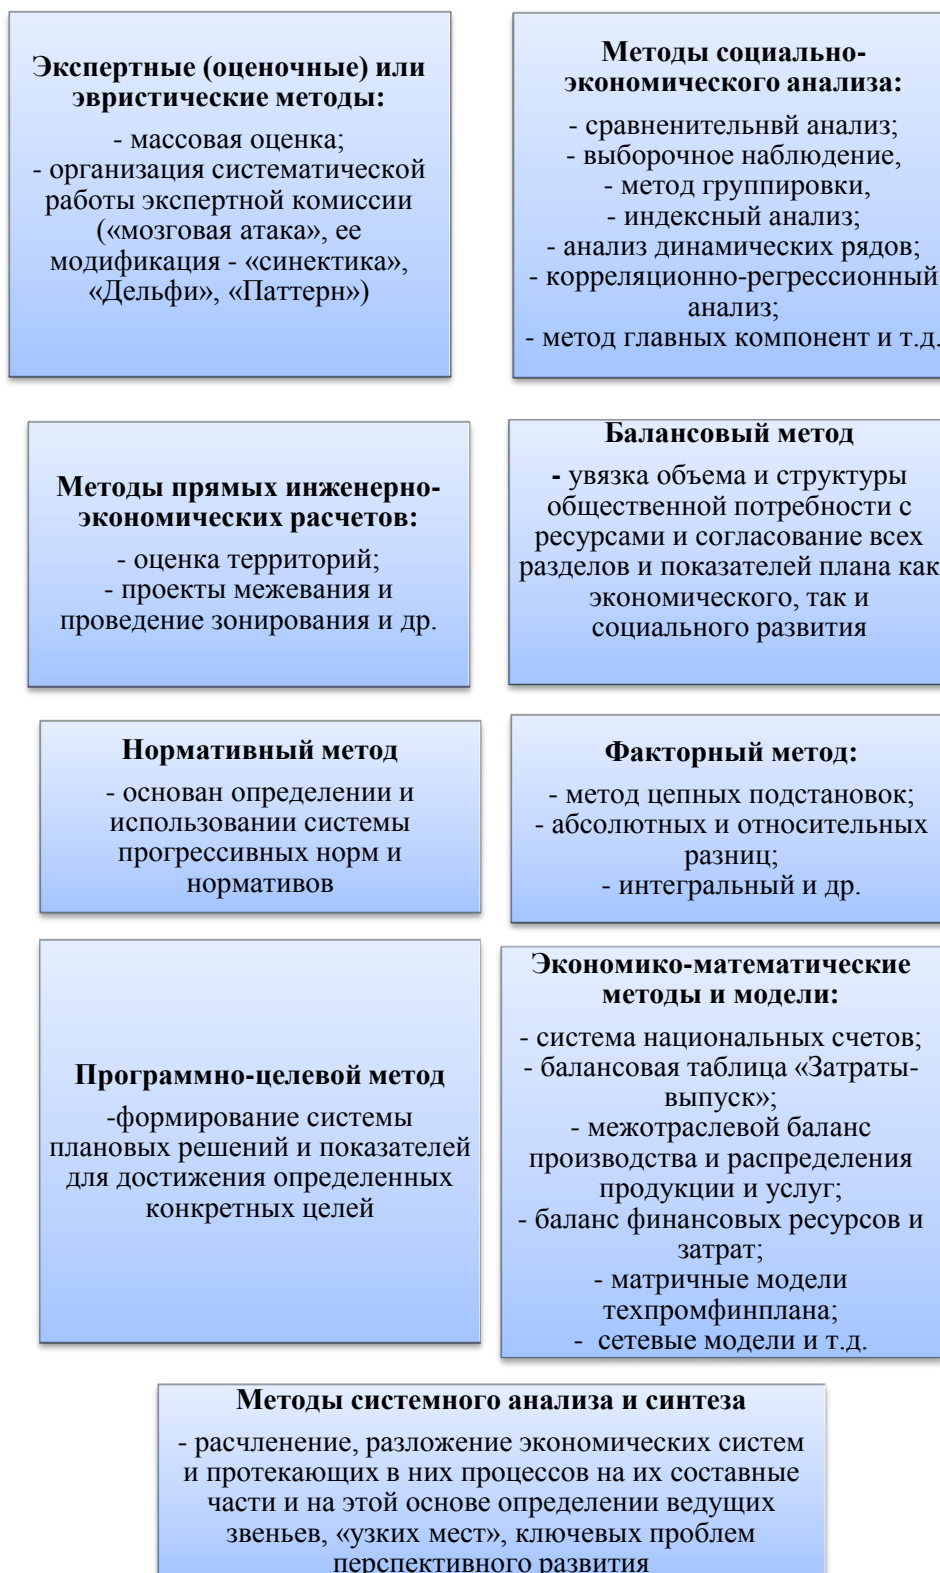 Экспертные (оценочные) или
эвристические методы:
- массовая оценка;
- организация систематической
работы экспертной комиссии
(«мозговая атака», ее
модификация - «синектика»,
«Дельфи», «Паттерн»)
Методы социально-
экономического анализа:
- сравненительнвй анализ;
- выборочное наблюдение,
- метод группировки,
- индексный анализ;
- анализ динамических рядов;
- корреляционно-регрессионный
анализ;
- метод главных компонент и т.д.
Методы прямых инженерно-
экономических расчетов:
- оценка территорий;
- проекты межевания и
проведение зонирования и др.
Балансовый метод
- увязка объема и структуры
общественной потребности с
ресурсами и согласование всех
разделов и показателей плана как
экономического, так и
социального развития
Нормативный метод
- основан определении и
использовании системы
прогрессивных норм и
нормативов
Факторный метод:
- метод цепных подстановок;
- абсолютных и относительных
разниц;
- интегральный и др.
Программно-целевой метод
-формирование системы
плановых решений и показателей
для достижения определенных
конкретных целей
Экономико-математические
методы и модели:
- система национальных счетов;
- балансовая таблица «Затраты-
выпуск»;
- межотраслевой баланс
производства и распределения
продукции и услуг;
- баланс финансовых ресурсов и
затрат;
- матричные модели
техпромфинплана;
- сетевые модели и т.д.
Методы системного анализа и синтеза
- расчленение, разложение экономических систем
и протекающих в них процессов на их составные
части и на этой основе определении ведущих
звеньев, «узких мест», ключевых проблем
перспективного развития